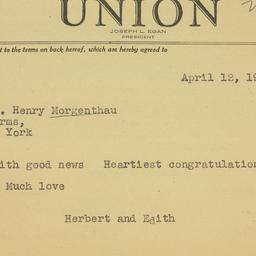 UNION
JOSEPH L. EGAN
PRESIDENT
t to the terms on back hereof, which are hereby agreed to
April 12, 19
. Henry Morgenthau
rms,
York
ith good news Heartiest congratulation
Much love
Herbert and Edith